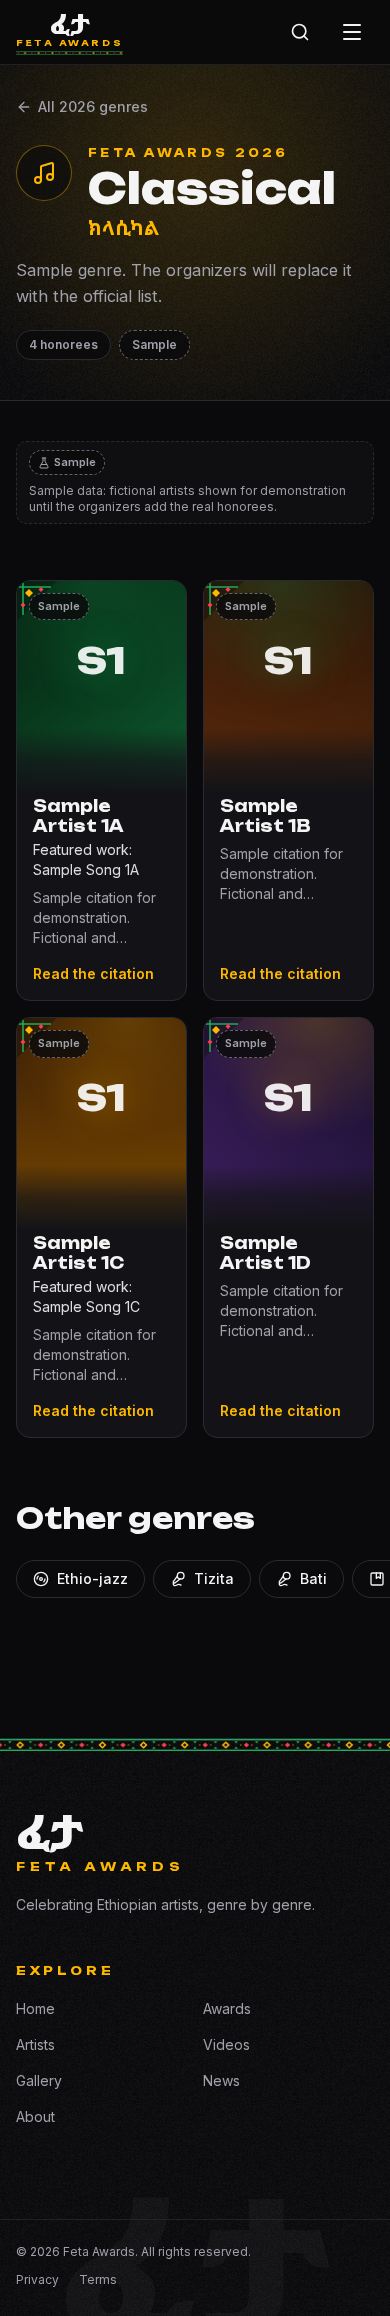 ፌታ
FETA AWARDS
All 2026 genres
FETA AWARDS 2026
Classical
ክላሲካል
Sample genre. The organizers will replace it
with the official list.
4 honorees
Sample
Sample
Sample data: fictional artists shown for demonstration
until the organizers add the real honorees.
Sample
S1
Sample
Artist 1A
Featured work:
Sample Song 1A
Sample citation for
demonstration.
Fictional and…
Read the citation
Sample
S1
Sample
Artist 1B
Sample citation for
demonstration.
Fictional and…
Read the citation
Sample
S1
Sample
Artist 1C
Featured work:
Sample Song 1C
Sample citation for
demonstration.
Fictional and…
Read the citation
Sample
S1
Sample
Artist 1D
Sample citation for
demonstration.
Fictional and…
Read the citation
Other genres
Ethio-jazz
Tizita
Bati
ፌታ
FETA AWARDS
Celebrating Ethiopian artists, genre by genre.
EXPLORE
Home
Awards
Artists
Videos
Gallery
News
About
ፌታ
© 2026 Feta Awards. All rights reserved.
Privacy
Terms